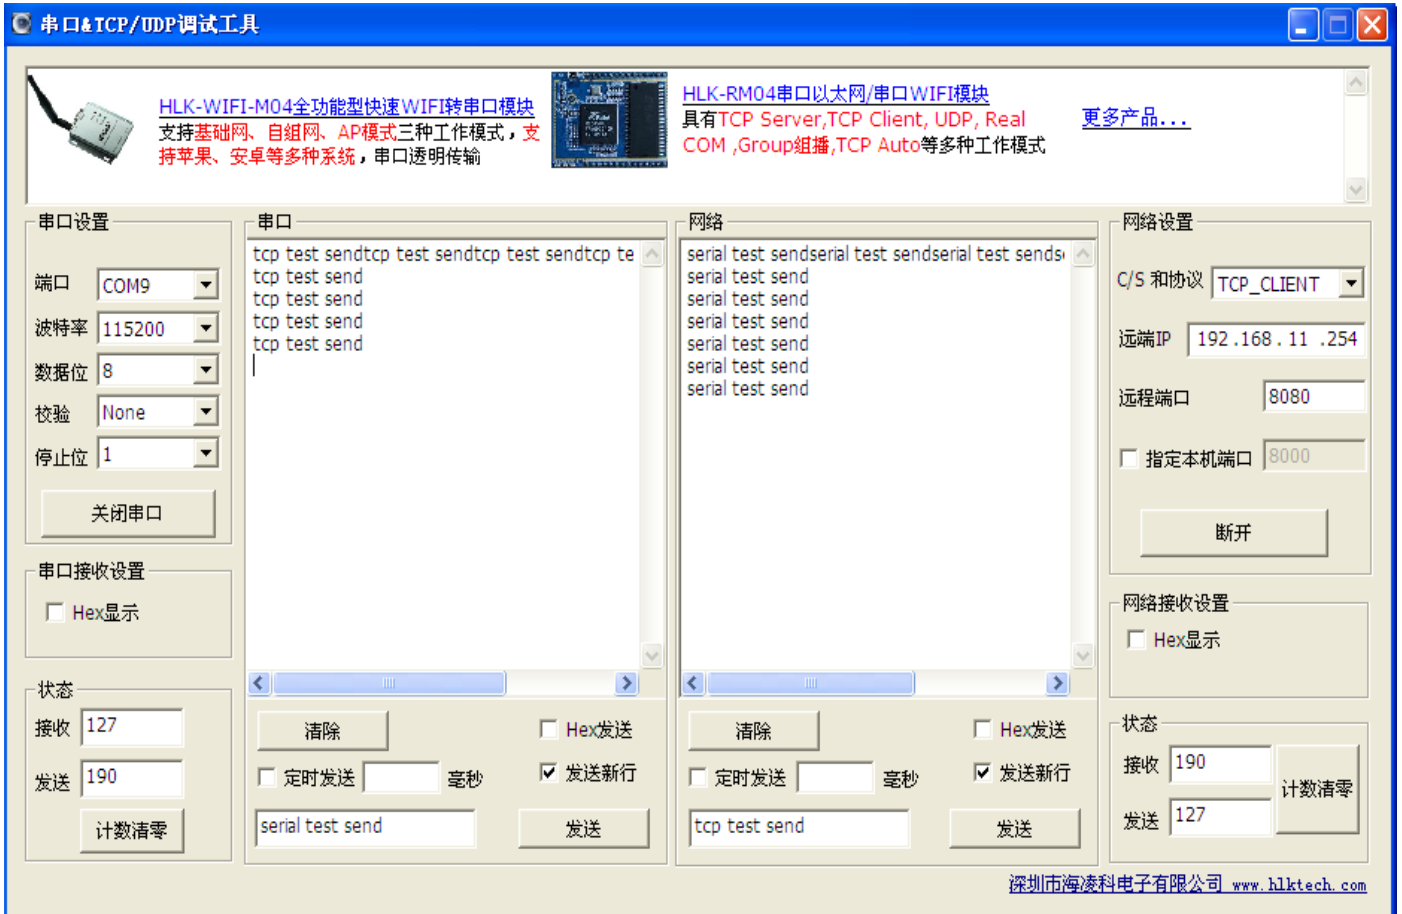 串口&TCP/UDP调试工具
HLK-WIFI-M04全功能型快速WIFI转串口模块
支持基础网、自组网、AP模式三种工作模式，支
持苹果、安卓等多种系统，串口透明传输
HLK-RM04串口以太网/串口WIFI模块
具有TCP Server,TCP Client, UDP, Real
COM ,Group组播,TCP Auto等多种工作模式
更多产品...
串口设置
端口 COM9
波特率 115200
数据位 8
校验 None
停止位 1
关闭串口
串口接收设置
Hex显示
状态
接收 127
发送 190
计数清零
串口
tcp test sendtcp test sendtcp test sendtcp te
tcp test send
tcp test send
tcp test send
tcp test send
清除
Hex发送
定时发送 毫秒
发送新行
serial test send
发送
网络
serial test sendserial test sendserial test sends
serial test send
serial test send
serial test send
serial test send
serial test send
serial test send
清除
Hex发送
定时发送 毫秒
发送新行
tcp test send
发送
网络设置
C/S 和协议 TCP_CLIENT
远端IP 192.168.11 .254
远程端口 8080
指定本机端口 8000
断开
网络接收设置
Hex显示
状态
接收 190
发送 127
计数清零
深圳市海凌科电子有限公司 www.hlktech.com